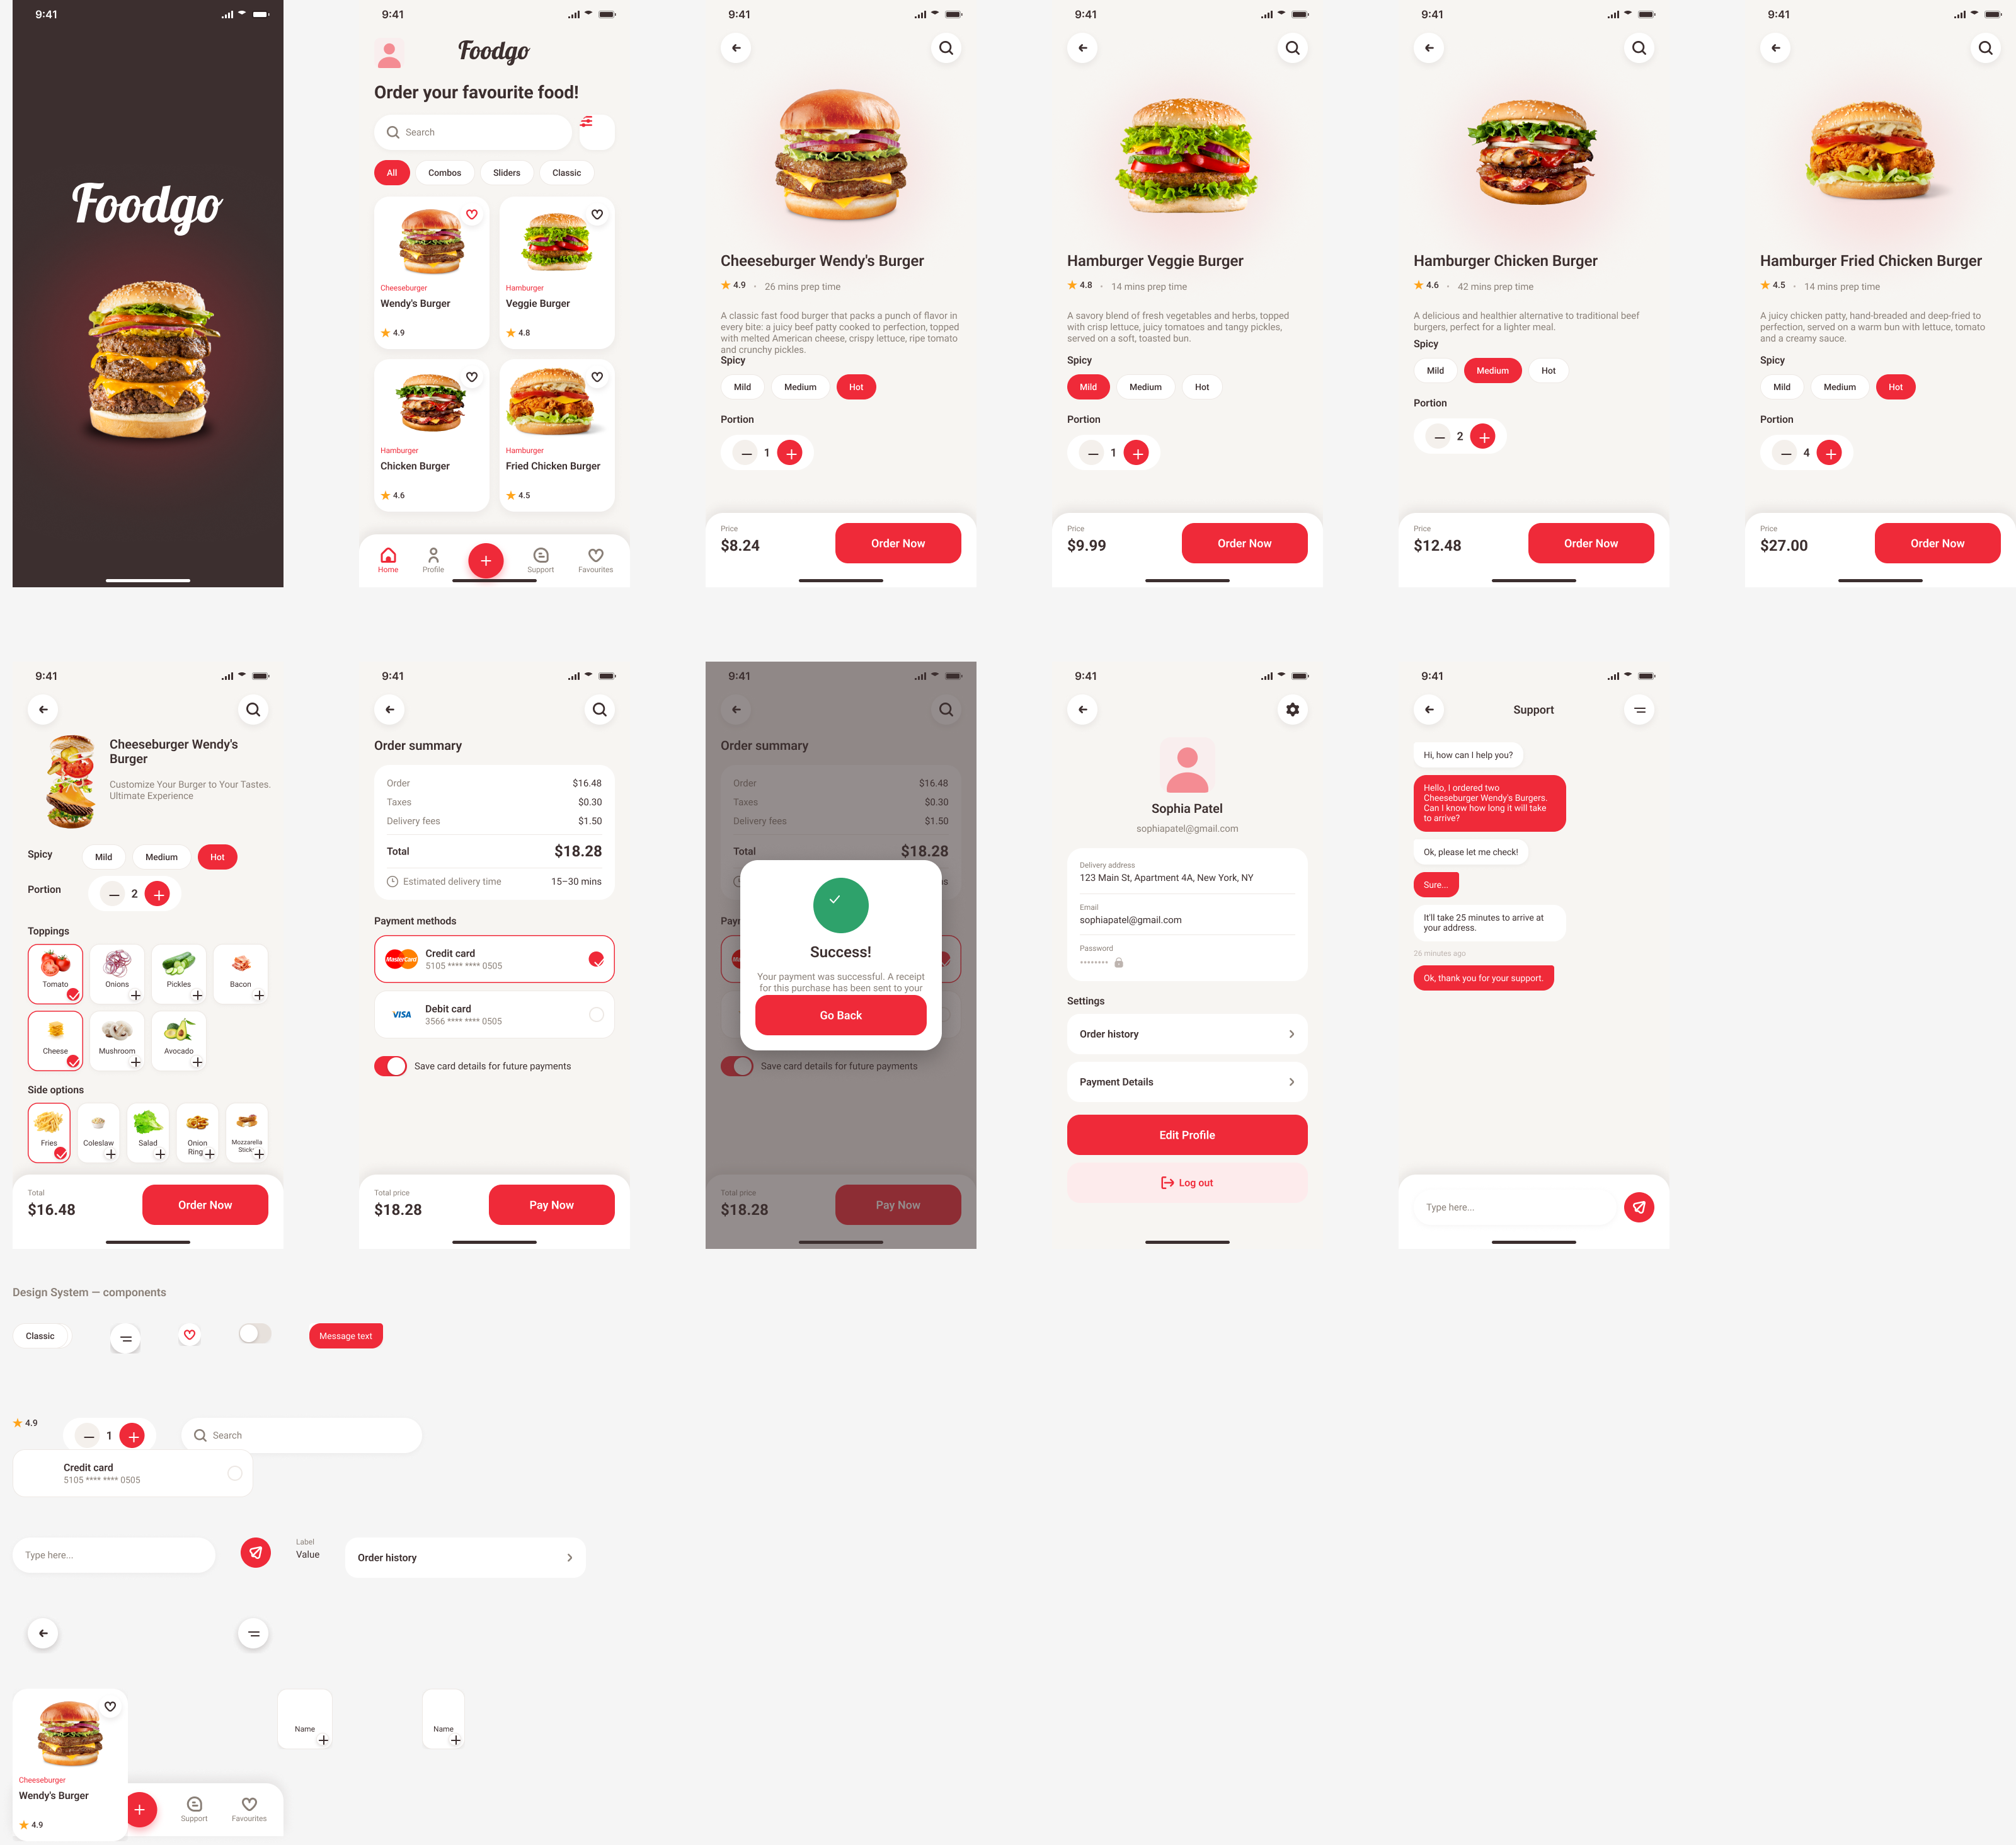 9:41
Foodgo
9:41
Foodgo
Order your favourite food!
Search
All
Combos
Sliders
Classic
Cheeseburger
Wendy's Burger
4.9
Hamburger
Veggie Burger
4.8
Hamburger
Chicken Burger
4.6
Hamburger
Fried Chicken Burger
4.5
Home
Profile
Support
Favourites
9:41
Cheeseburger Wendy's Burger
4.9 · 26 mins prep time
A classic fast food burger that packs a punch of flavor in
every bite: a juicy beef patty cooked to perfection, topped
with melted American cheese, crispy lettuce, ripe tomato
and crunchy pickles.
Spicy
Mild
Medium
Hot
Portion
1
Price
$8.24
Order Now
9:41
Hamburger Veggie Burger
4.8 · 14 mins prep time
A savory blend of fresh vegetables and herbs, topped
with crisp lettuce, juicy tomatoes and tangy pickles,
served on a soft, toasted bun.
Spicy
Mild
Medium
Hot
Portion
1
Price
$9.99
Order Now
9:41
Hamburger Chicken Burger
4.6 · 42 mins prep time
A delicious and healthier alternative to traditional beef
burgers, perfect for a lighter meal.
Spicy
Mild
Medium
Hot
Portion
2
Price
$12.48
Order Now
9:41
Hamburger Fried Chicken Burger
4.5 · 14 mins prep time
A juicy chicken patty, hand-breaded and deep-fried to
perfection, served on a warm bun with lettuce, tomato
and a creamy sauce.
Spicy
Mild
Medium
Hot
Portion
4
Price
$27.00
Order Now
9:41
Cheeseburger Wendy's
Burger
Customize Your Burger to Your Tastes.
Ultimate Experience
Spicy
Mild
Medium
Hot
Portion
2
Toppings
Tomato
Onions
Pickles
Bacon
Cheese
Mushroom
Avocado
Side options
Fries
Coleslaw
Salad
Onion
Ring
Mozzarella
Stick
Total
$16.48
Order Now
9:41
Order summary
Order $16.48
Taxes $0.30
Delivery fees $1.50
Total $18.28
Estimated delivery time 15–30 mins
Payment methods
MasterCard
Credit card
5105 **** **** 0505
VISA
Debit card
3566 **** **** 0505
Save card details for future payments
Total price
$18.28
Pay Now
9:41
Order summary
Order $16.48
Taxes $0.30
Delivery fees $1.50
Total $18.28
Success!
Your payment was successful. A receipt
for this purchase has been sent to your
Go Back
Save card details for future payments
Total price
$18.28
Pay Now
9:41
Sophia Patel
sophiapatel@gmail.com
Delivery address
123 Main St, Apartment 4A, New York, NY
Email
sophiapatel@gmail.com
Password
••••••••
Settings
Order history
Payment Details
Edit Profile
Log out
9:41
Support
Hi, how can I help you?
Hello, I ordered two
Cheeseburger Wendy's Burgers.
Can I know how long it will take
to arrive?
Ok, please let me check!
Sure...
It'll take 25 minutes to arrive at
your address.
26 minutes ago
Ok, thank you for your support.
Type here...
Design System — components
Classic
Message text
4.9
1
Search
Credit card
5105 **** **** 0505
Type here...
Label
Value
Order history
Cheeseburger
Wendy's Burger
4.9
Name
Name
Support
Favourites